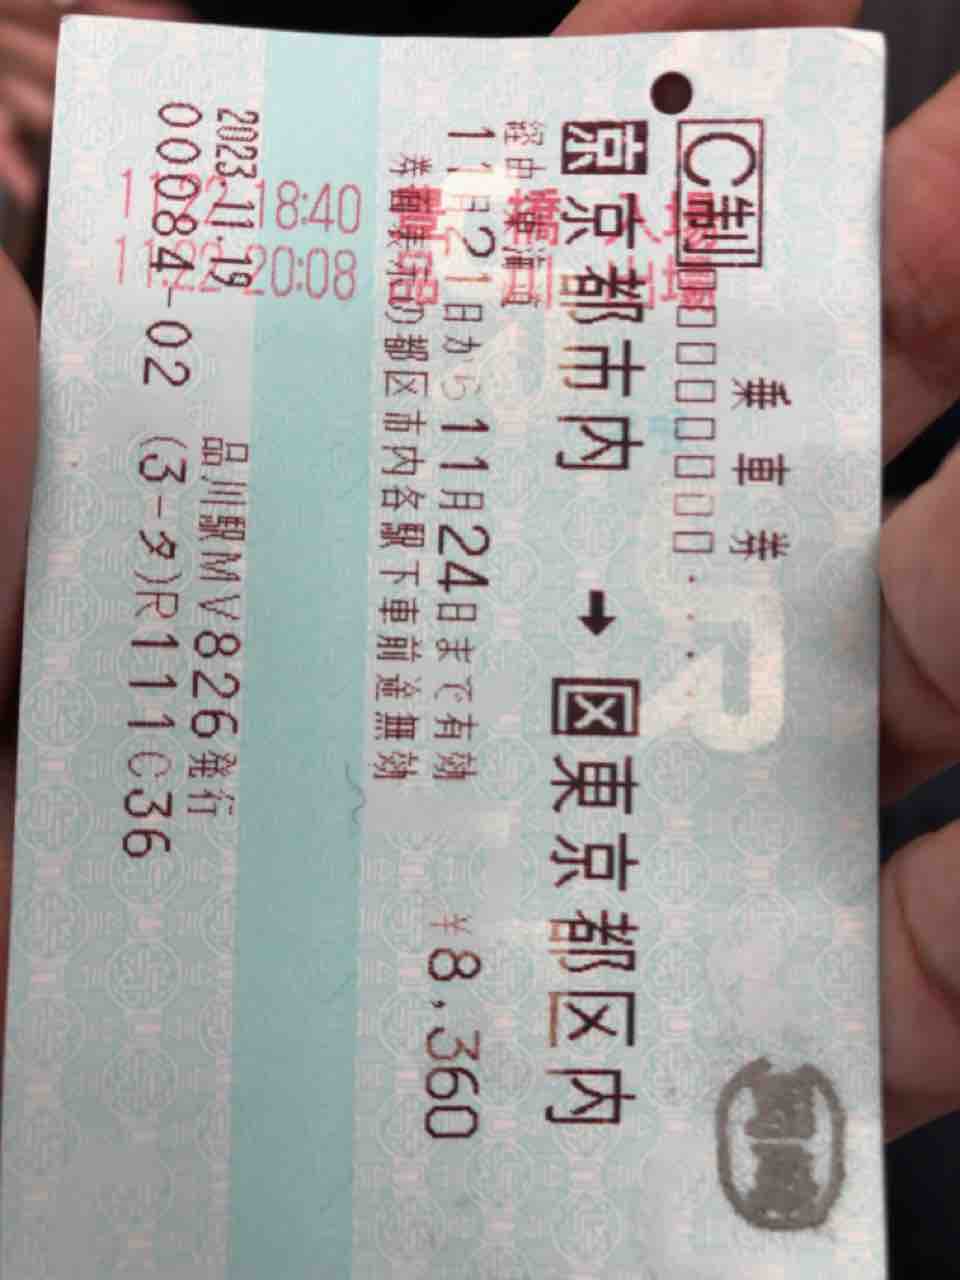 乗車券
C制
京 京都市内 → 区 東京都区内
経由
11月21日から11月24日まで有効
¥8,360
券面表示の都区市内各駅下車前途無効
11.22 18:40
11.22 20:08
2023.11.19
品川駅MV826発行
00084-02 (3-タ)R111C36